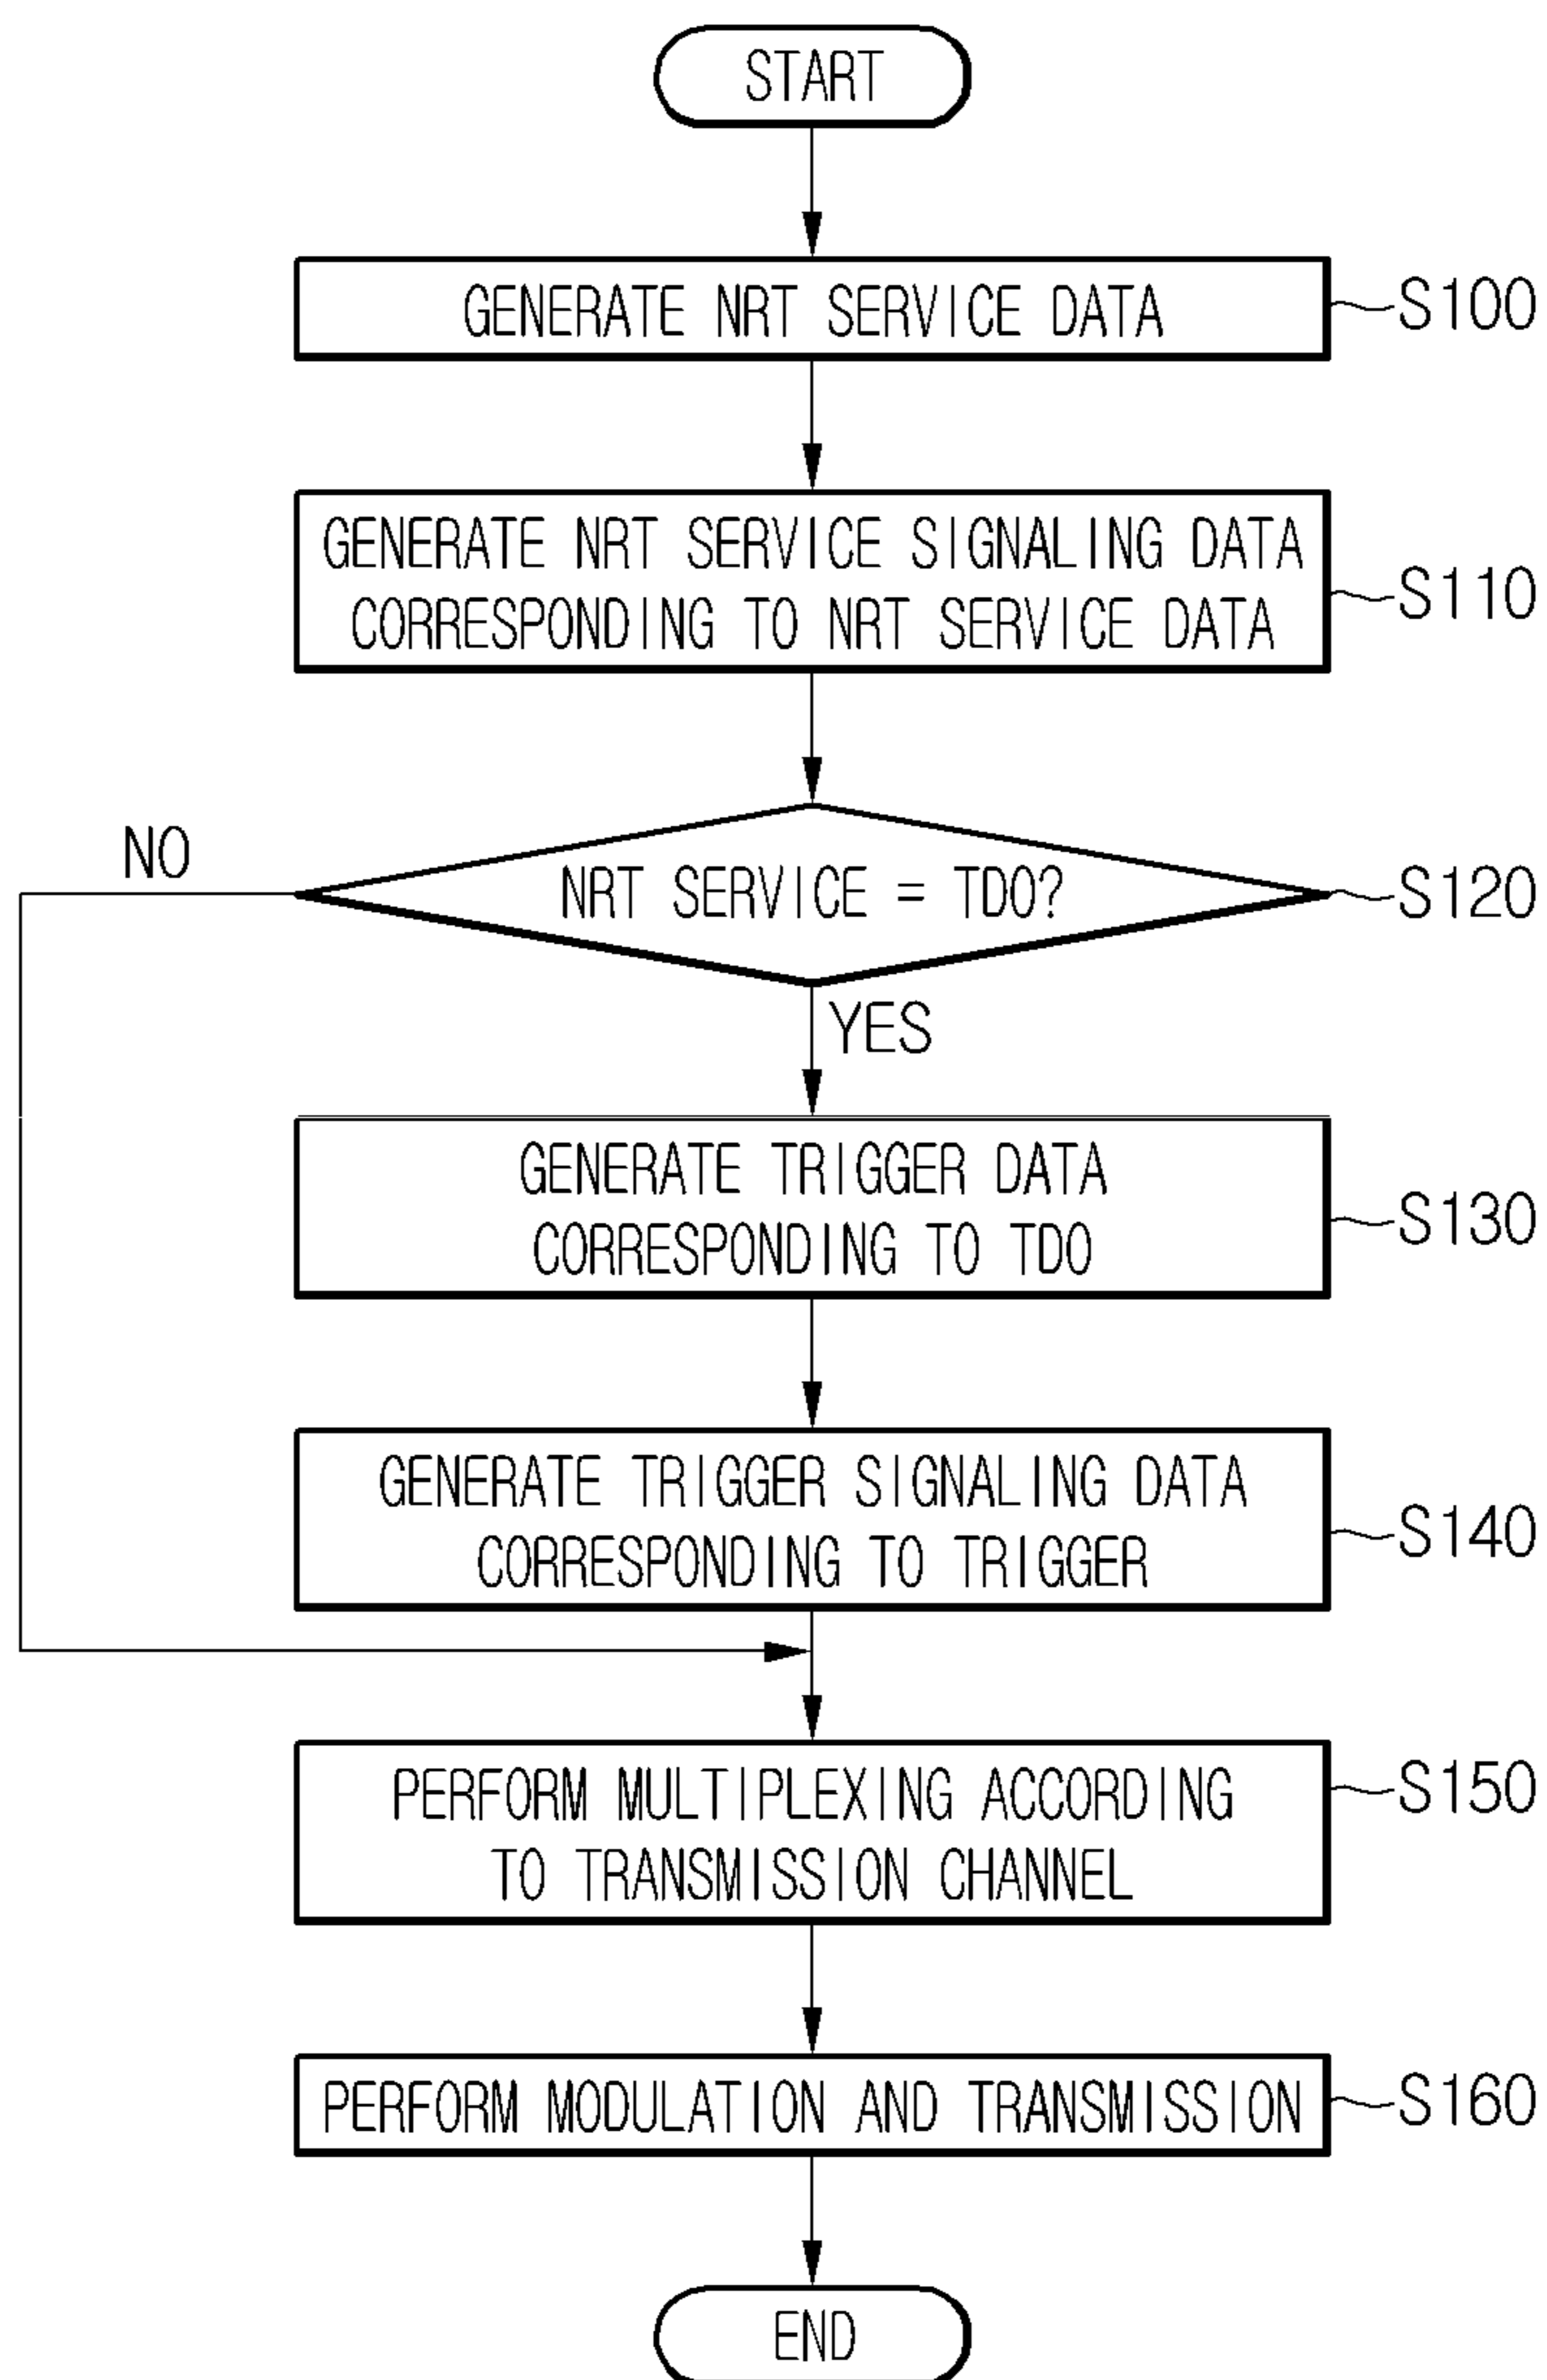 START
GENERATE NRT SERVICE DATA
S100
GENERATE NRT SERVICE SIGNALING DATA
CORRESPONDING TO NRT SERVICE DATA
S110
NO
NRT SERVICE = TDO?
S120
YES
GENERATE TRIGGER DATA
CORRESPONDING TO TDO
S130
GENERATE TRIGGER SIGNALING DATA
CORRESPONDING TO TRIGGER
S140
PERFORM MULTIPLEXING ACCORDING
TO TRANSMISSION CHANNEL
S150
PERFORM MODULATION AND TRANSMISSION
S160
END